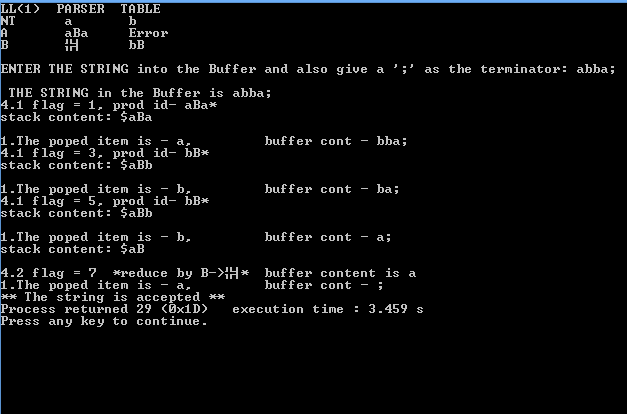 LL(1) PARSER TABLE
NT a b
A aBa Error
B ¦H bB
ENTER THE STRING into the Buffer and also give a ';' as the terminator: abba;
THE STRING in the Buffer is abba;
4.1 flag = 1, prod id- aBa*
stack content: $aBa
1.The poped item is - a, buffer cont - bba;
4.1 flag = 3, prod id- bB*
stack content: $aBb
1.The poped item is - b, buffer cont - ba;
4.1 flag = 5, prod id- bB*
stack content: $aBb
1.The poped item is - b, buffer cont - a;
stack content: $aB
4.2 flag = 7 *reduce by B->¦H* buffer content is a
1.The poped item is - a, buffer cont - ;
** The string is accepted **
Process returned 29 (0x1D) execution time : 3.459 s
Press any key to continue.